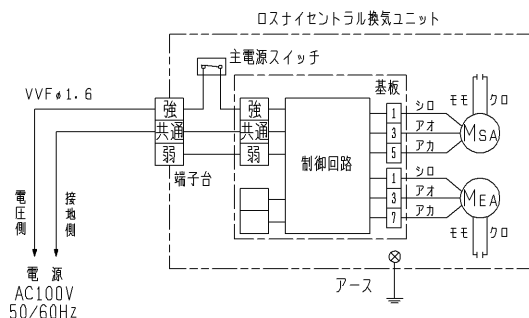 ロスナイセントラル換気ユニット
主電源スイッチ
VVFφ1.6
強
共通
弱
端子台
強
共通
弱
制御回路
基板
1
3
5
シロ
アオ
アカ
モモ
クロ
MSA
1
3
7
シロ
アオ
アカ
MEA
モモ
クロ
電圧側
接地側
電源
AC100V
50/60Hz
アース